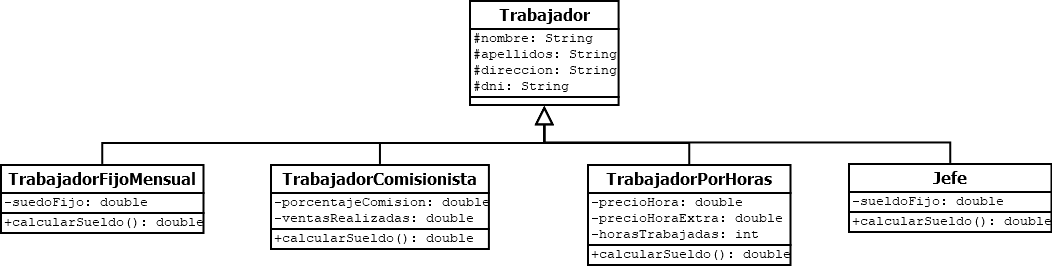 Trabajador
#nombre: String
#apellidos: String
#direccion: String
#dni: String
TrabajadorFijoMensual
-suedoFijo: double
+calcularSueldo(): double
TrabajadorComisionista
-porcentajeComision: double
-ventasRealizadas: double
+calcularSueldo(): double
TrabajadorPorHoras
-precioHora: double
-precioHoraExtra: double
-horasTrabajadas: int
+calcularSueldo(): double
Jefe
-sueldoFijo: double
+calcularSueldo(): double